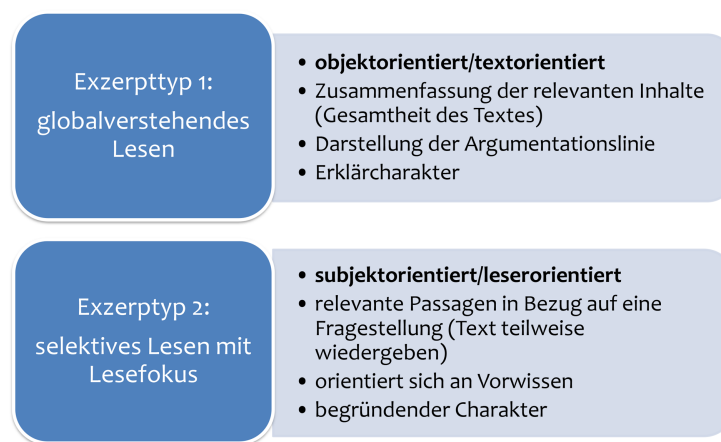 Exzerpttyp 1:
globalverstehendes
Lesen
• objektorientiert/textorientiert
• Zusammenfassung der relevanten Inhalte
(Gesamtheit des Textes)
• Darstellung der Argumentationslinie
• Erklärcharakter
Exzerptyp 2:
selektives Lesen mit
Lesefokus
• subjektorientiert/leserorientiert
• relevante Passagen in Bezug auf eine
Fragestellung (Text teilweise
wiedergeben)
• orientiert sich an Vorwissen
• begründender Charakter